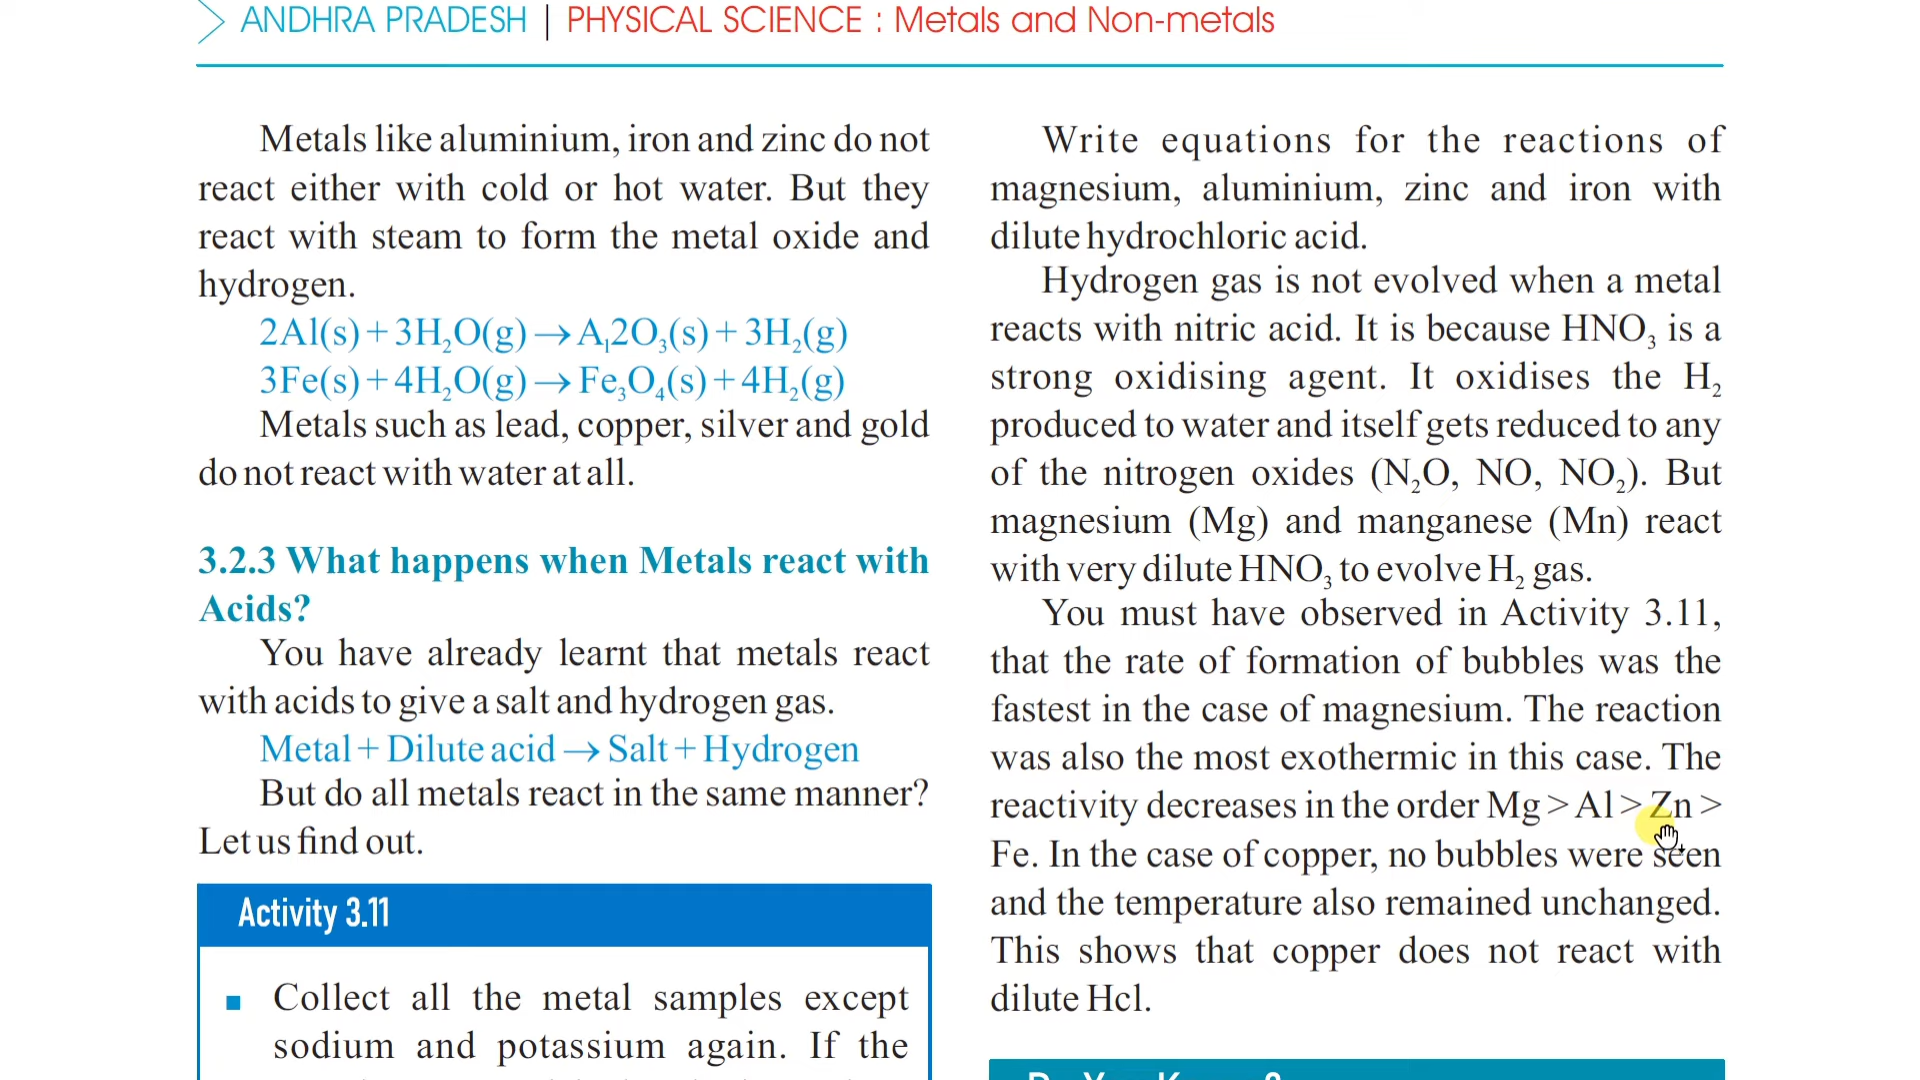 ANDHRA PRADESH | PHYSICAL SCIENCE : Metals and Non-metals
Metals like aluminium, iron and zinc do not
react either with cold or hot water. But they
react with steam to form the metal oxide and
hydrogen.
2Al(s) + 3H₂O(g) → A₁2O₃(s) + 3H₂(g)
3Fe(s) + 4H₂O(g) → Fe₃O₄(s) + 4H₂(g)
Metals such as lead, copper, silver and gold
do not react with water at all.
3.2.3 What happens when Metals react with
Acids?
You have already learnt that metals react
with acids to give a salt and hydrogen gas.
Metal + Dilute acid → Salt + Hydrogen
But do all metals react in the same manner?
Let us find out.
Activity 3.11
■ Collect all the metal samples except
sodium and potassium again. If the
Write equations for the reactions of
magnesium, aluminium, zinc and iron with
dilute hydrochloric acid.
Hydrogen gas is not evolved when a metal
reacts with nitric acid. It is because HNO₃ is a
strong oxidising agent. It oxidises the H₂
produced to water and itself gets reduced to any
of the nitrogen oxides (N₂O, NO, NO₂). But
magnesium (Mg) and manganese (Mn) react
with very dilute HNO₃ to evolve H₂ gas.
You must have observed in Activity 3.11,
that the rate of formation of bubbles was the
fastest in the case of magnesium. The reaction
was also the most exothermic in this case. The
reactivity decreases in the order Mg > Al > Zn >
Fe. In the case of copper, no bubbles were seen
and the temperature also remained unchanged.
This shows that copper does not react with
dilute Hcl.